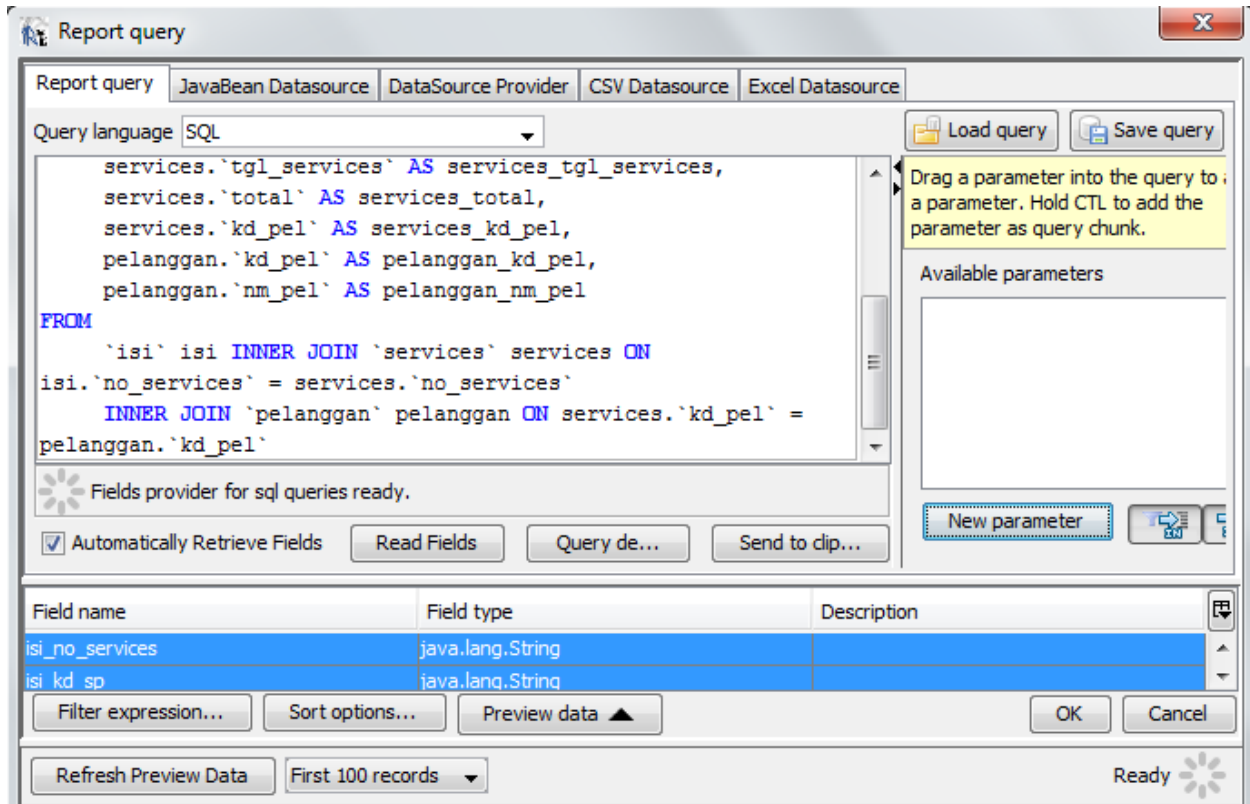 Report query
Report query JavaBean Datasource DataSource Provider CSV Datasource Excel Datasource
Query language SQL
Load query Save query
services.`tgl_services` AS services_tgl_services,
services.`total` AS services_total,
services.`kd_pel` AS services_kd_pel,
pelanggan.`kd_pel` AS pelanggan_kd_pel,
pelanggan.`nm_pel` AS pelanggan_nm_pel
FROM
`isi` isi INNER JOIN `services` services ON
isi.`no_services` = services.`no_services`
INNER JOIN `pelanggan` pelanggan ON services.`kd_pel` =
pelanggan.`kd_pel`
Drag a parameter into the query to
a parameter. Hold CTL to add the
parameter as query chunk.
Available parameters
Fields provider for sql queries ready.
New parameter
IN
Automatically Retrieve Fields Read Fields Query de... Send to clip...
Field name Field type Description
isi_no_services java.lang.String
isi_kd_sp java.lang.String
Filter expression... Sort options... Preview data OK Cancel
Refresh Preview Data First 100 records Ready